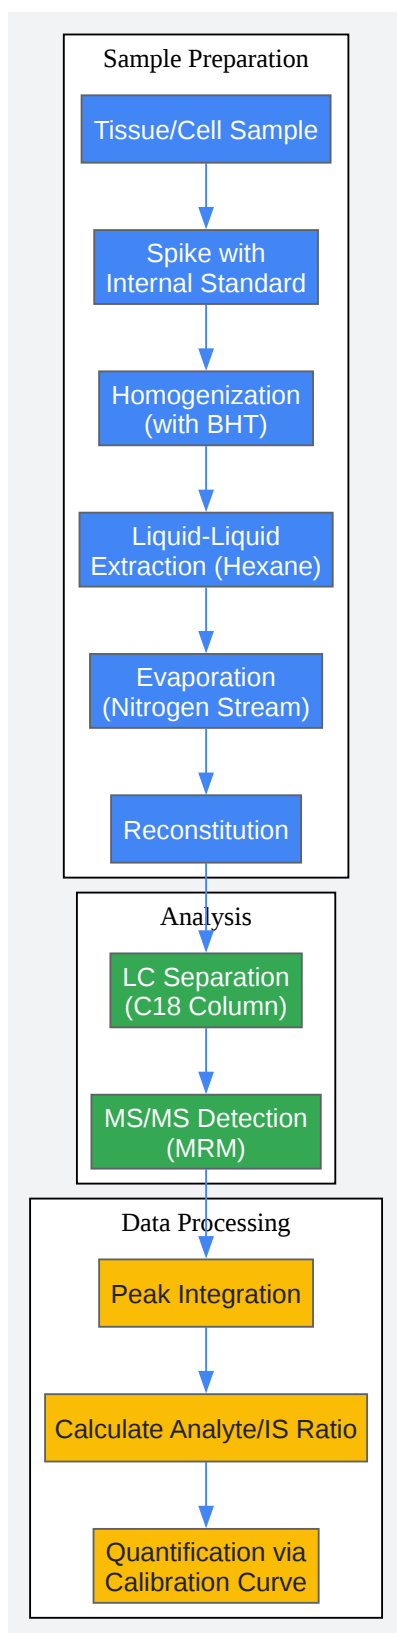 Sample Preparation
Tissue/Cell Sample
Spike with
Internal Standard
Homogenization
(with BHT)
Liquid-Liquid
Extraction (Hexane)
Evaporation
(Nitrogen Stream)
Reconstitution
Analysis
LC Separation
(C18 Column)
MS/MS Detection
(MRM)
Data Processing
Peak Integration
Calculate Analyte/IS Ratio
Quantification via
Calibration Curve